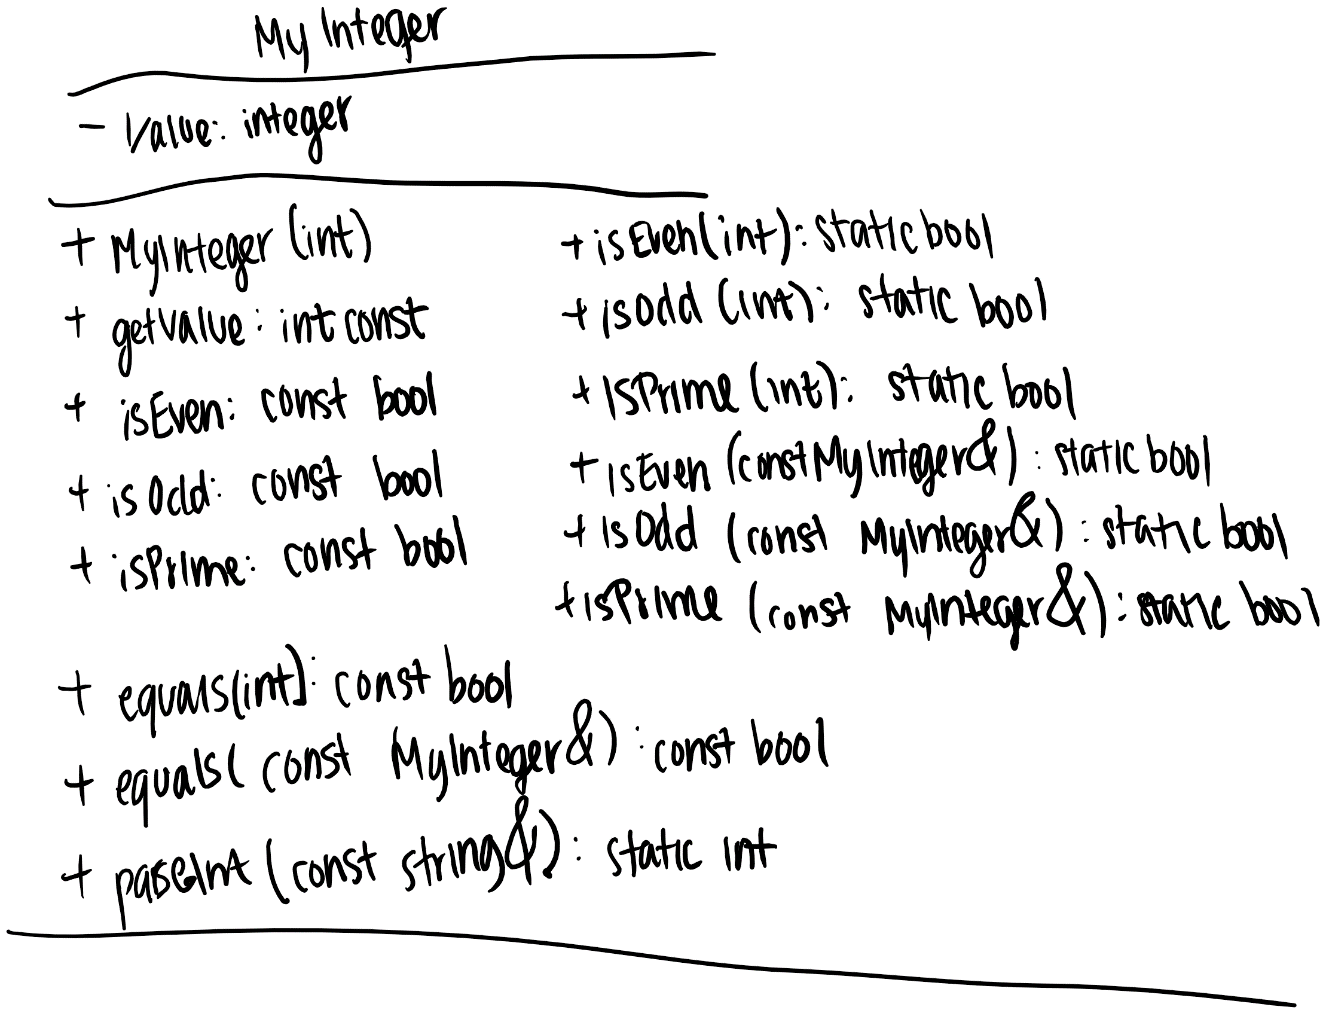 My Integer
- Value: integer
+ MyInteger (int)
+ getValue: int const
+ isEven: const bool
+ isOdd: const bool
+ isPrime: const bool
+ isEven(int): static bool
+ isOdd (int): static bool
+ IsPrime (int): static bool
+ isEven (const MyInteger&) : static bool
+ isOdd (const MyInteger&) : static bool
+ isPrime (const MyInteger&) : static bool
+ equals(int]: const bool
+ equals( const MyInteger&) : const bool
+ paseInt (const string&): static int